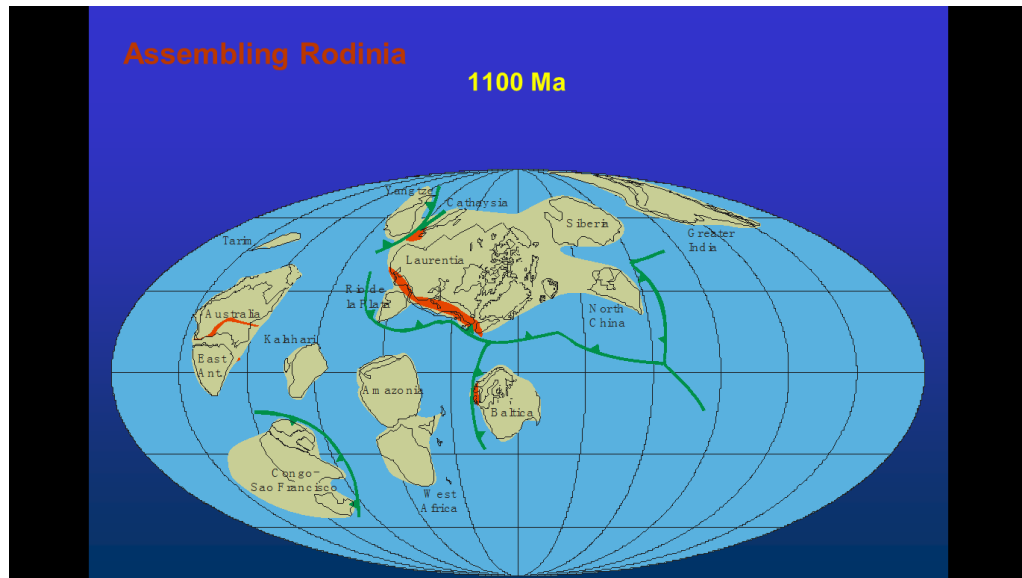 Assembling Rodinia
1100 Ma
Yangtze
Cathaysia
Siberia
Greater
India
Tarim
Laurentia
Rio de
la Plata
North
China
Australia
Kalahari
East
Ant.
Amazonia
Baltica
Congo-
Sao Francisco
West
Africa